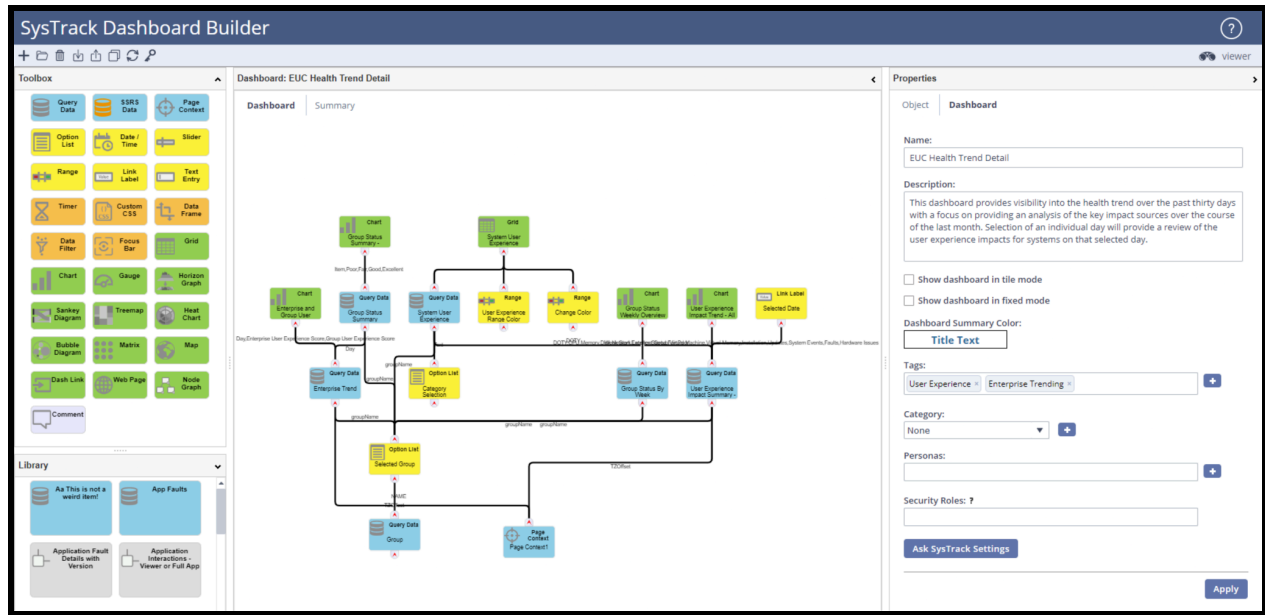 SysTrack Dashboard Builder
?
viewer
Toolbox
Query
Data
SSRS
Data
Page
Context
Option
List
Date /
Time
Slider
Range
Link
Label
Text
Entry
Timer
Custom
CSS
Data
Frame
Data
Filter
Focus
Bar
Grid
Chart
Gauge
Horizon
Graph
Sankey
Diagram
Treemap
Heat
Chart
Bubble
Diagram
Matrix
Map
Dash Link
Web Page
Node
Graph
Comment
Library
Aa This is not a
weird item!
App Faults
Application Fault
Details with
Version
Application
Interactions -
Viewer or Full App
Dashboard: EUC Health Trend Detail
Dashboard
Summary
Chart
Group Status
Summary -
Grid
System User
Experience
Item,Poor,Fair,Good,Excellent
Chart
Enterprise and
Group User
Query Data
Group Status
Summary
Query Data
System User
Experience
Range
User Experience
Range Color
Range
Change Color
Chart
Group Status
Weekly Overview
Chart
User Experience
Impact Trend - All
Link Label
Selected Data
Day,Enterprise User Experience Score,Group User Experience Score
Day
System Events,Faults,Hardware Issues
groupName
groupName
Query Data
Enterprise Trend
Option List
Category
Selection
Query Data
Group Status By
Week
Query Data
User Experience
Impact Summary -
groupName
groupName
groupName
Option List
Selected Group
TZOffset
NAME
Query Data
Group
Page
Context
Page Context1
Properties
Object
Dashboard
Name:
EUC Health Trend Detail
Description:
This dashboard provides visibility into the health trend over the past thirty days
with a focus on providing an analysis of the key impact sources over the course
of the last month. Selection of an individual day will provide a review of the
user experience impacts for systems on that selected day.
Show dashboard in tile mode
Show dashboard in fixed mode
Dashboard Summary Color:
Title Text
Tags:
User Experience ×
Enterprise Trending ×
Category:
None
Personas:
Security Roles: ?
Ask SysTrack Settings
Apply